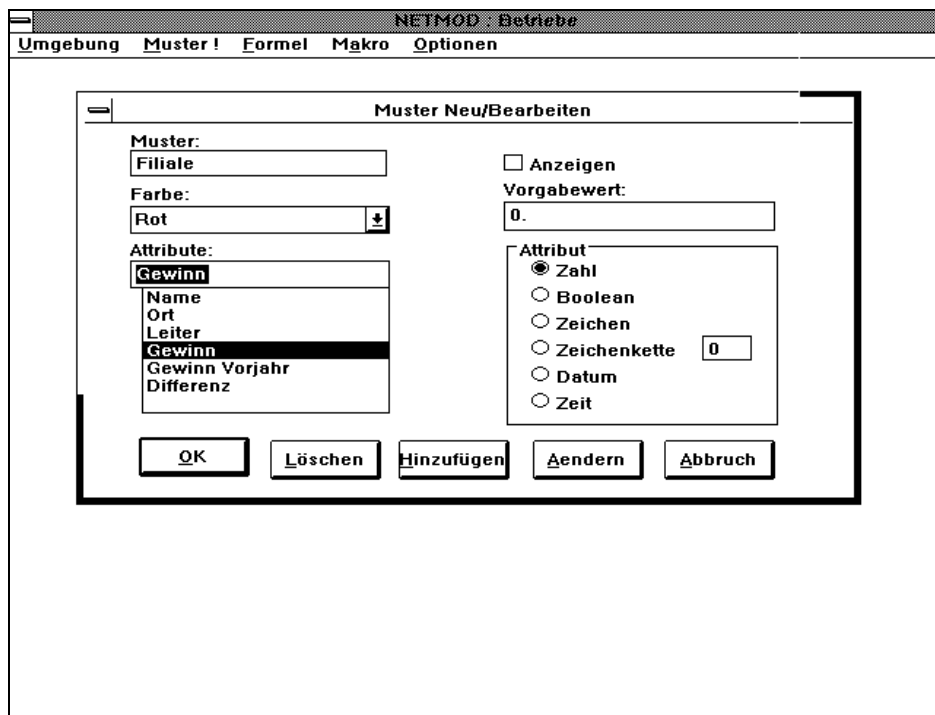 NETMOD : Betriebe
Umgebung Muster ! Formel Makro Optionen
Muster Neu/Bearbeiten
Muster:
Filiale
Farbe:
Rot
Attribute:
Gewinn
Name
Ort
Leiter
Gewinn
Gewinn Vorjahr
Differenz
Anzeigen
Vorgabewert:
0.
Attribut
Zahl
Boolean
Zeichen
Zeichenkette 0
Datum
Zeit
OK Löschen Hinzufügen Aendern Abbruch